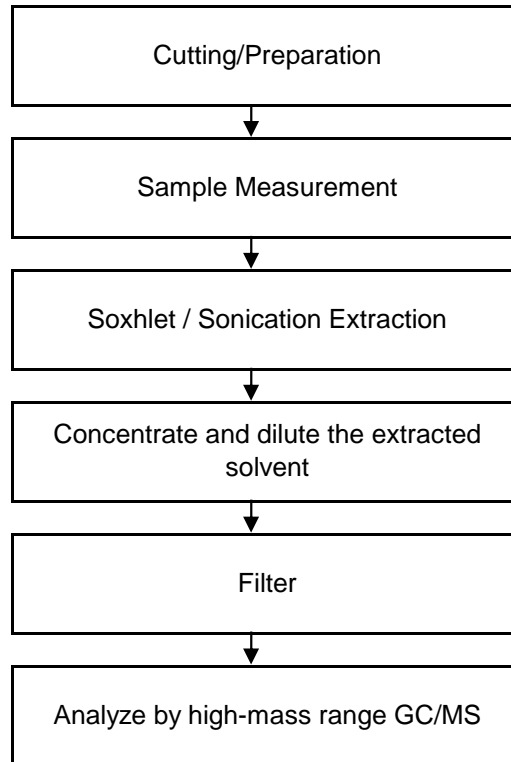 Cutting/Preparation
Sample Measurement
Soxhlet / Sonication Extraction
Concentrate and dilute the extracted
solvent
Filter
Analyze by high-mass range GC/MS